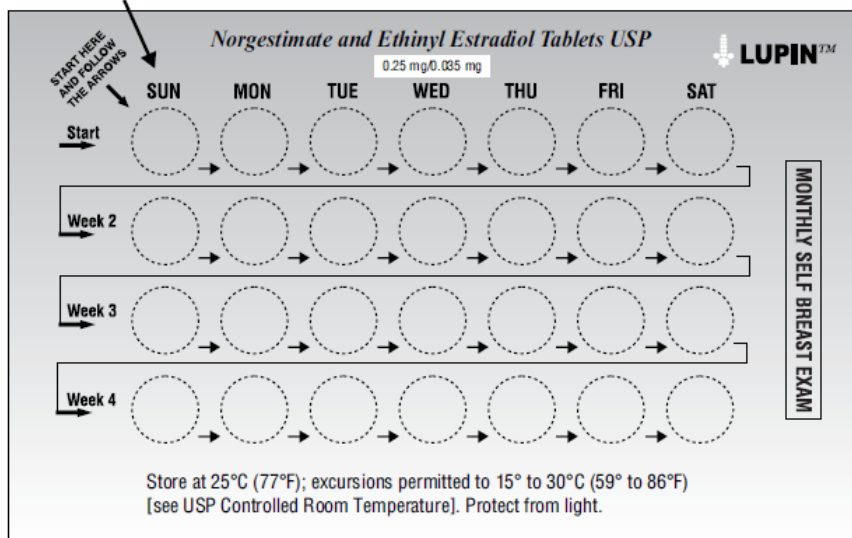 Norgestimate and Ethinyl Estradiol Tablets USP
0.25 mg/0.035 mg
LUPIN™
START HERE
AND FOLLOW
THE ARROWS
SUN MON TUE WED THU FRI SAT
Start
Week 2
Week 3
Week 4
MONTHLY SELF BREAST EXAM
Store at 25°C (77°F); excursions permitted to 15° to 30°C (59° to 86°F)
[see USP Controlled Room Temperature]. Protect from light.